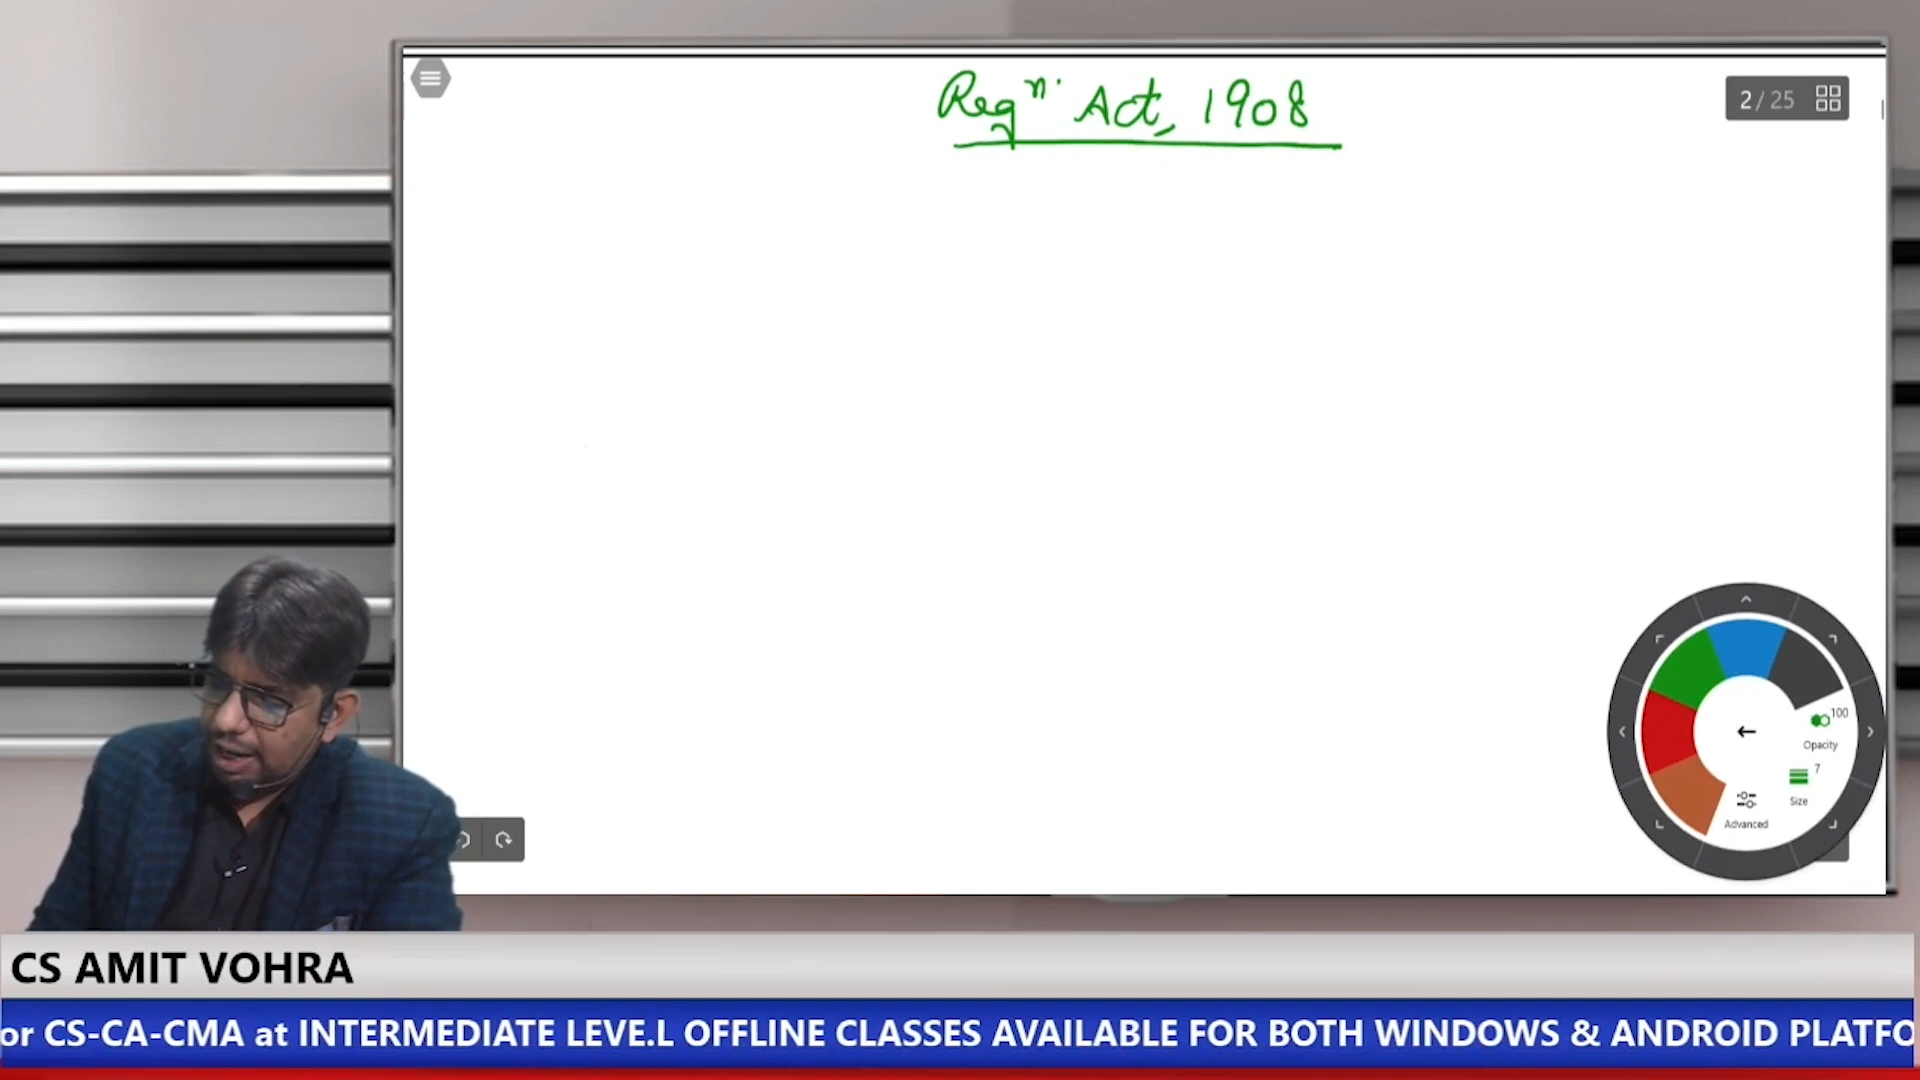 Regⁿ. Act, 1908
2 / 25
100
Opacity
7
Size
Advanced
CS AMIT VOHRA
or CS-CA-CMA at INTERMEDIATE LEVE.L OFFLINE CLASSES AVAILABLE FOR BOTH WINDOWS & ANDROID PLATFO